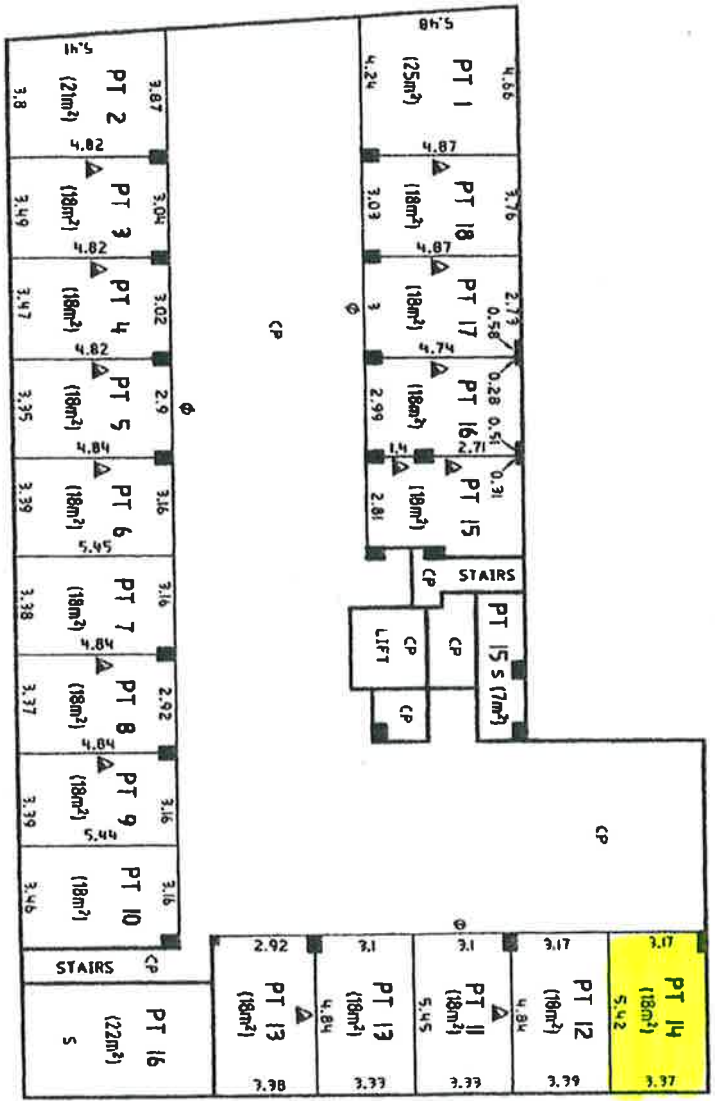 5.41
PT 2
(21m²)
3.87
3.8
4.82
PT 3
(18m²)
3.04
3.49
4.82
PT 4
(18m²)
3.02
3.47
4.82
PT 5
(18m²)
2.9
3.35
4.84
PT 6
(18m²)
3.16
3.39
5.45
PT 7
(18m²)
3.16
3.38
4.84
PT 8
(18m²)
2.92
3.37
4.84
PT 9
(18m²)
3.16
3.39
5.44
PT 10
(18m²)
3.16
3.46
STAIRS CP
PT 16
(22m²)
S
CP
5.48
PT 1
(25m²)
4.66
4.24
4.87
PT 18
(18m²)
3.76
3.03
4.87
PT 17
(18m²)
2.73
3
0.58
4.74
PT 16
(18m²)
0.28
0.51
2.99
1.4
2.71
0.31
PT 15
(18m²)
2.81
CP
STAIRS
PT 15 S (7m²)
CP
LIFT
CP
CP
CP
2.92
PT 13
(18m²)
3.38
3.1
4.84
PT 13
(18m²)
3.33
3.1
5.45
PT 11
(18m²)
3.33
3.17
4.84
PT 12
(18m²)
3.39
3.17
PT 14
(18m²)
5.42
3.37